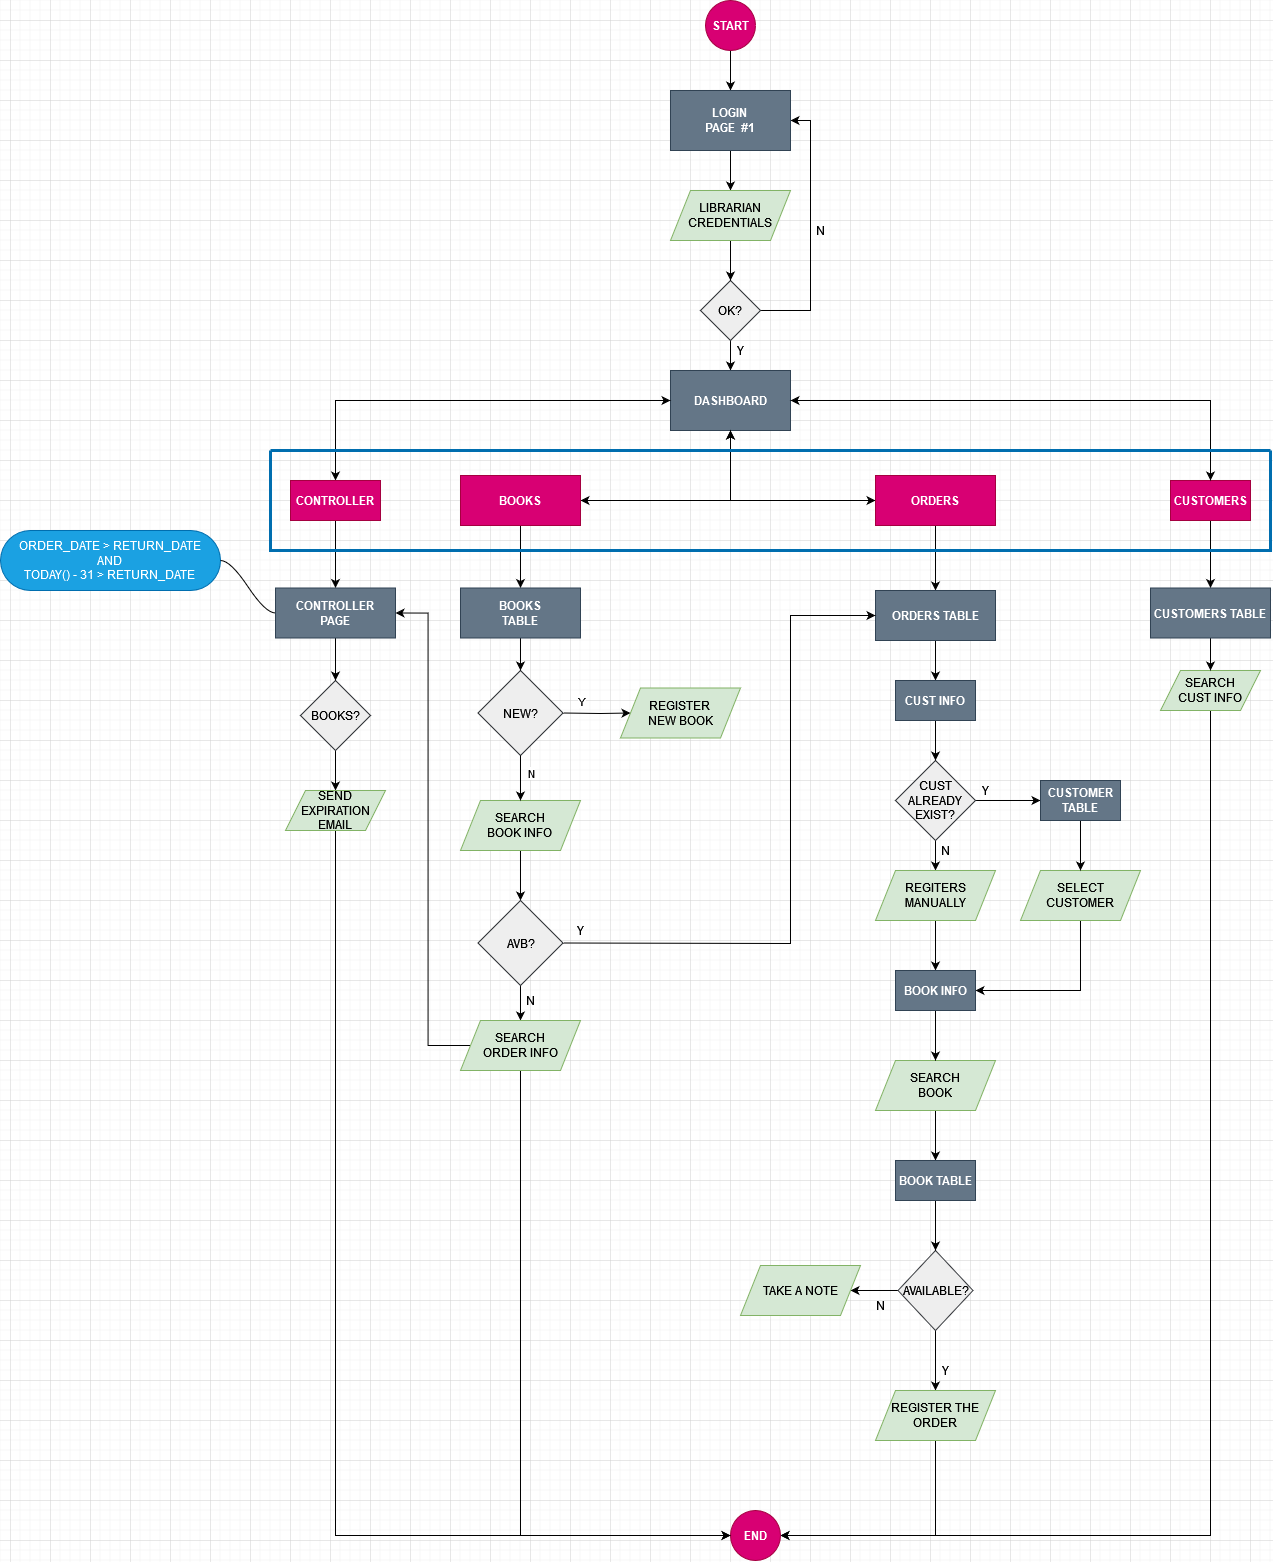 START
LOGIN
PAGE #1
LIBRARIAN
CREDENTIALS
N
OK?
Y
DASHBOARD
CONTROLLER
BOOKS
ORDERS
CUSTOMERS
ORDER_DATE > RETURN_DATE
AND
TODAY() - 31 > RETURN_DATE
CONTROLLER
PAGE
BOOKS
TABLE
ORDERS TABLE
CUSTOMERS TABLE
BOOKS?
NEW?
Y
REGISTER
NEW BOOK
CUST INFO
SEARCH
CUST INFO
N
SEND
EXPIRATION
EMAIL
SEARCH
BOOK INFO
CUST
ALREADY
EXIST?
Y
CUSTOMER
TABLE
N
REGITERS
MANUALLY
SELECT
CUSTOMER
AVB?
Y
N
BOOK INFO
SEARCH
ORDER INFO
SEARCH
BOOK
BOOK TABLE
AVAILABLE?
N
TAKE A NOTE
Y
REGISTER THE
ORDER
END